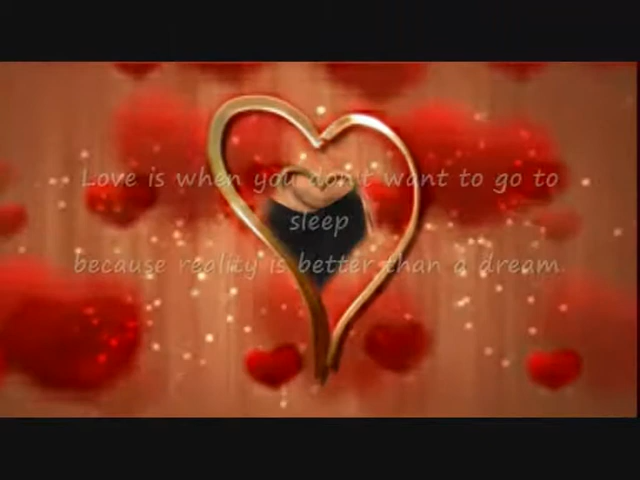 Love is when you don't want to go to
sleep
because reality is better than a dream.